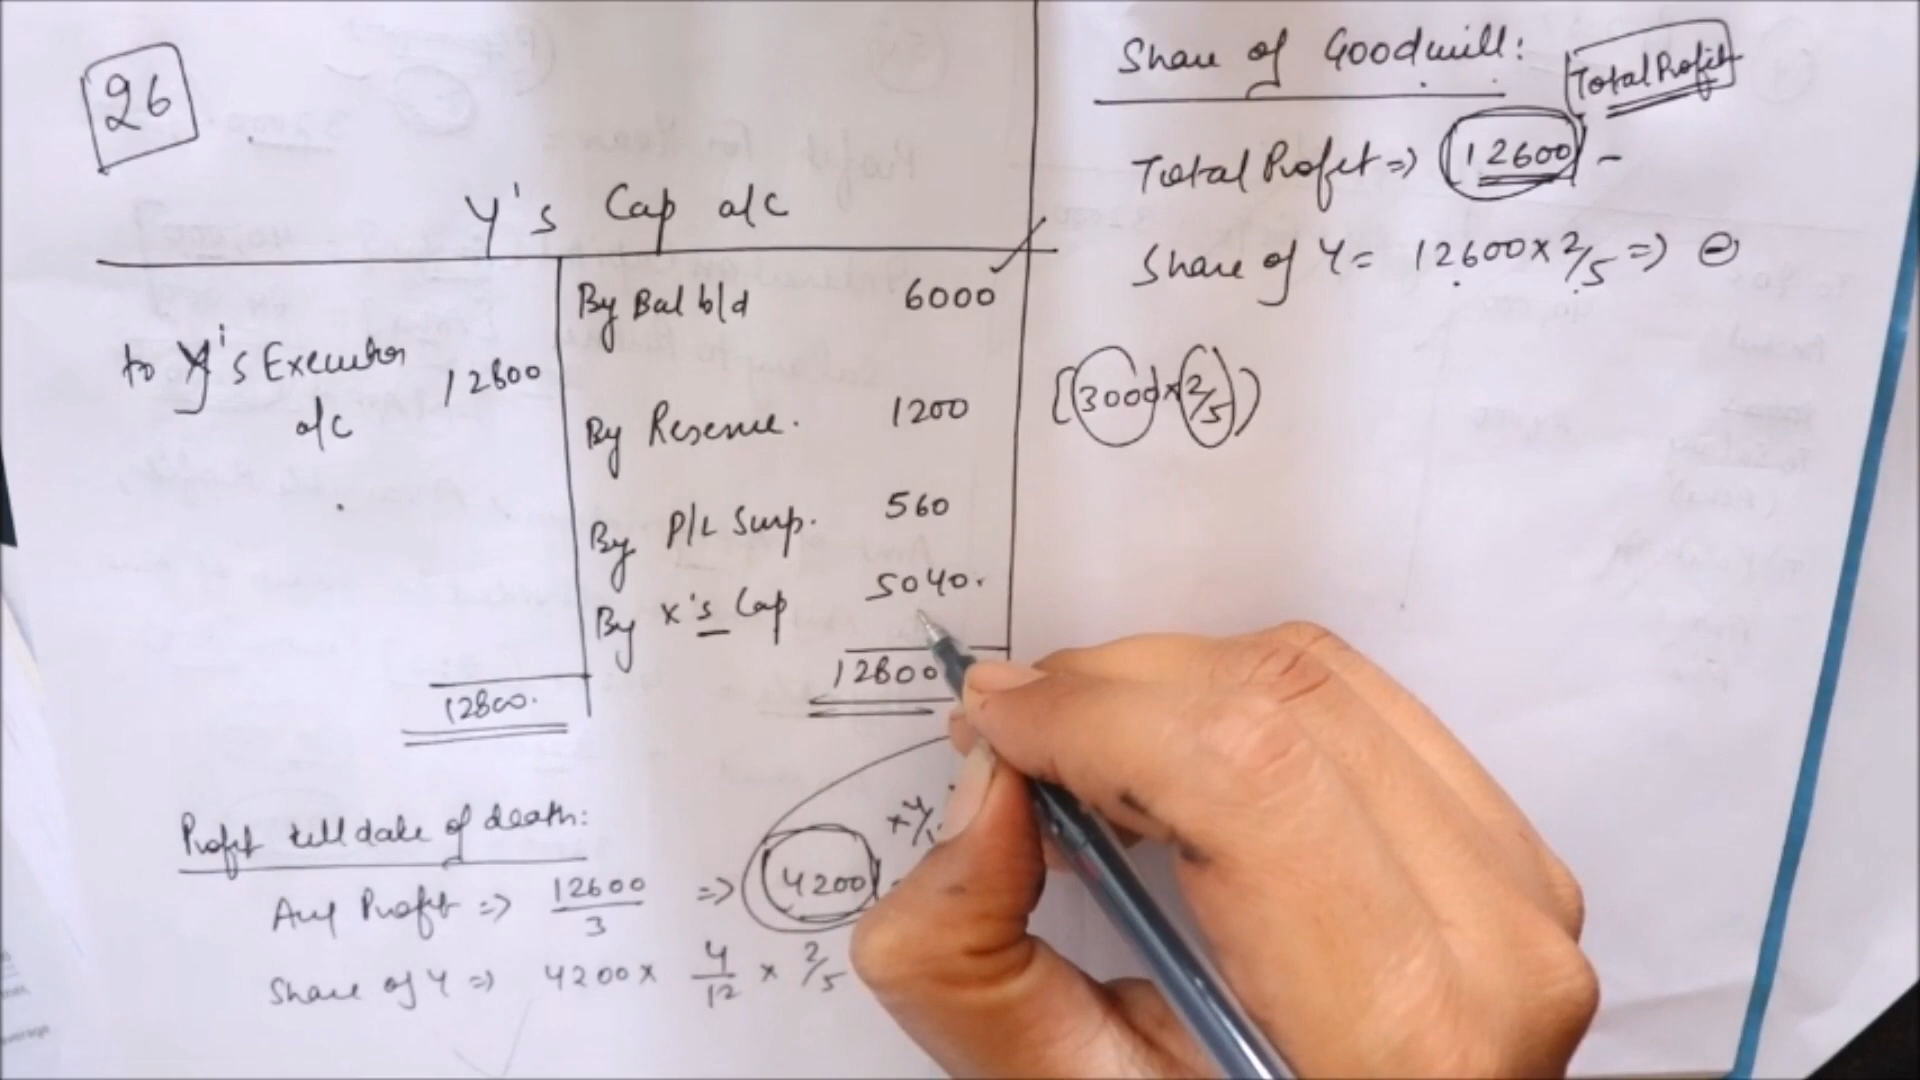 26
Y's Cap a/c
to Y's Executor a/c 12800
12800.
By Bal b/d 6000
By Reserve. 1200 [3000×2/5)
By P/L Surp. 560
By X's Cap 5040.
12800
Share of Goodwill:
Total Profit
Total Profit => 12600 -
Share of Y = 12600×2/5 =>
Profit till date of death:
Avg Profit => 12600/3 => 4200
Share of Y => 4200 × 4/12 × 2/5